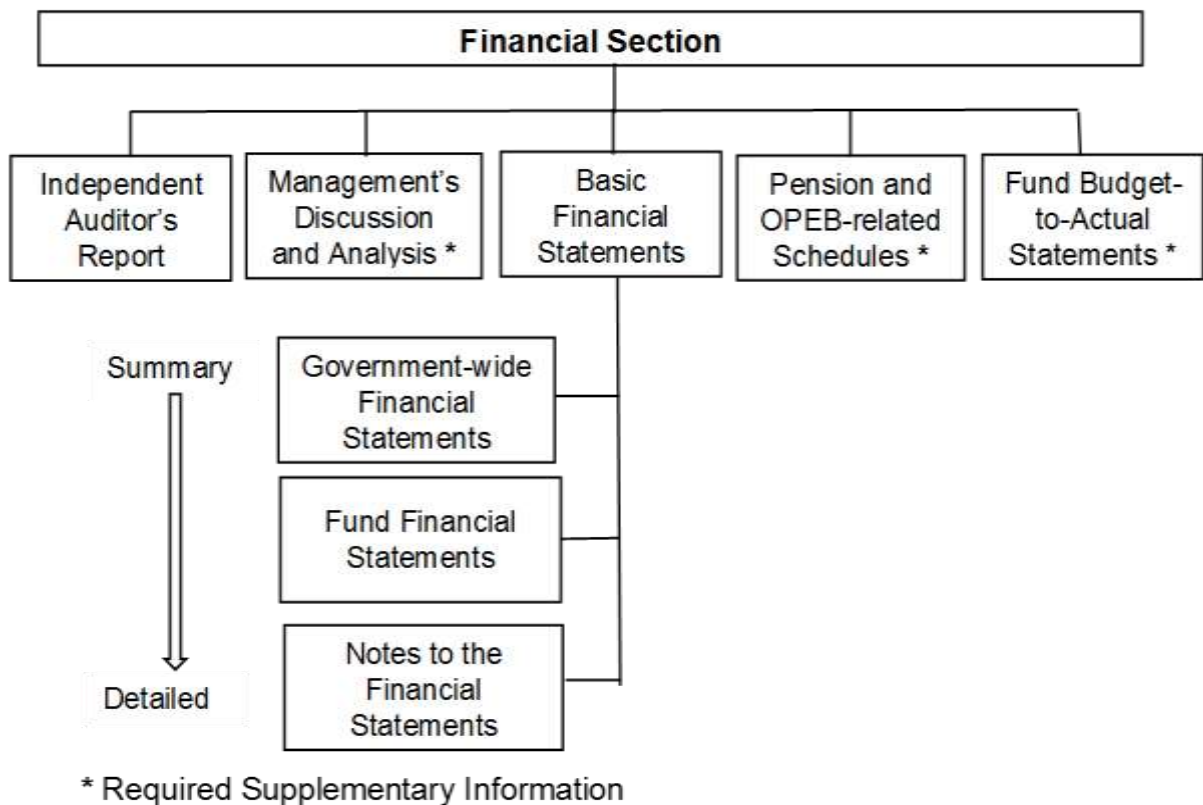 Financial Section
Independent
Auditor's
Report
Management's
Discussion
and Analysis *
Basic
Financial
Statements
Pension and
OPEB-related
Schedules *
Fund Budget-
to-Actual
Statements *
Summary
Government-wide
Financial
Statements
Fund Financial
Statements
Detailed
Notes to the
Financial
Statements
* Required Supplementary Information